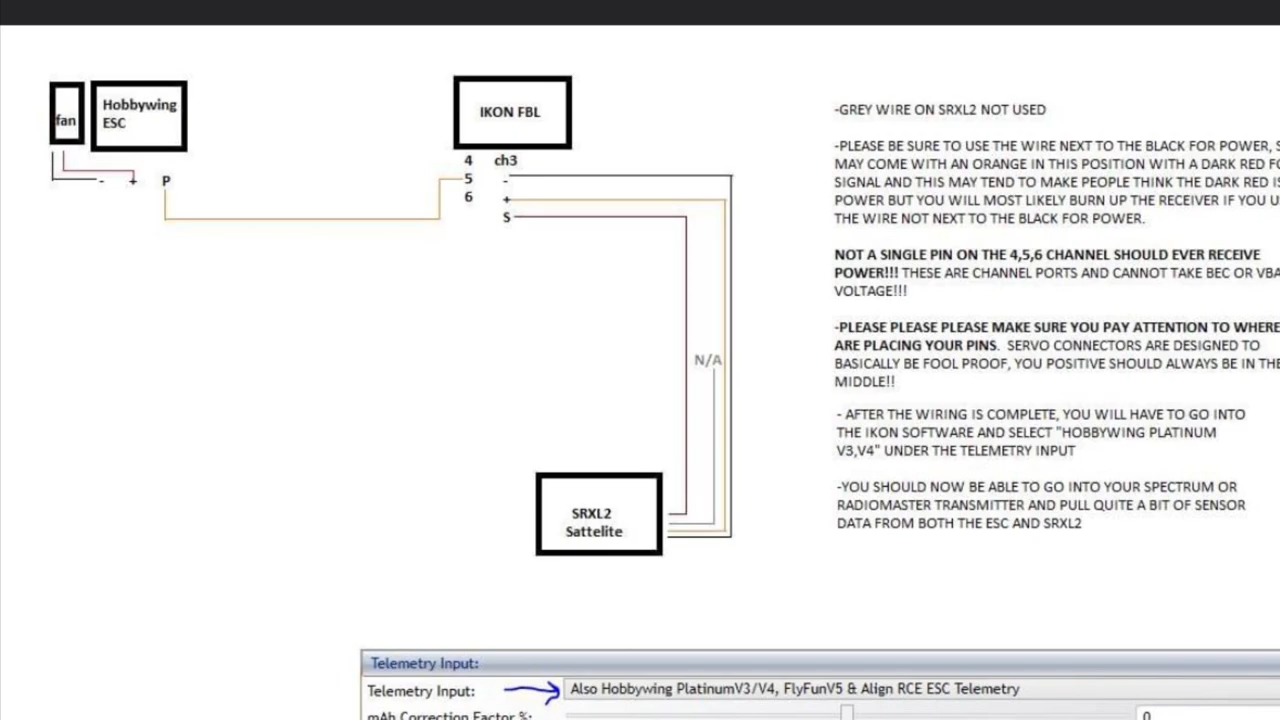 fan
Hobbywing
ESC
- + P
IKON FBL
4 ch3
5 -
6 +
S
N/A
SRXL2
Sattelite
-GREY WIRE ON SRXL2 NOT USED
-PLEASE BE SURE TO USE THE WIRE NEXT TO THE BLACK FOR POWER,
MAY COME WITH AN ORANGE IN THIS POSITION WITH A DARK RED
SIGNAL AND THIS MAY TEND TO MAKE PEOPLE THINK THE DARK RED
POWER BUT YOU WILL MOST LIKELY BURN UP THE RECEIVER IF YOU
THE WIRE NOT NEXT TO THE BLACK FOR POWER.
NOT A SINGLE PIN ON THE 4,5,6 CHANNEL SHOULD EVER RECEIVE
POWER!!! THESE ARE CHANNEL PORTS AND CANNOT TAKE BEC OR
VOLTAGE!!!
-PLEASE PLEASE PLEASE MAKE SURE YOU PAY ATTENTION TO WHERE
ARE PLACING YOUR PINS. SERVO CONNECTORS ARE DESIGNED TO
BASICALLY BE FOOL PROOF, YOU POSITIVE SHOULD ALWAYS BE IN THE
MIDDLE!!
- AFTER THE WIRING IS COMPLETE, YOU WILL HAVE TO GO INTO
THE IKON SOFTWARE AND SELECT "HOBBYWING PLATINUM
V3,V4" UNDER THE TELEMETRY INPUT
-YOU SHOULD NOW BE ABLE TO GO INTO YOUR SPECTRUM OR
RADIOMASTER TRANSMITTER AND PULL QUITE A BIT OF SENSOR
DATA FROM BOTH THE ESC AND SRXL2
Telemetry Input:
Telemetry Input: Also Hobbywing PlatinumV3/V4, FlyFunV5 & Align RCE ESC Telemetry
mAh Correction Factor %: 0